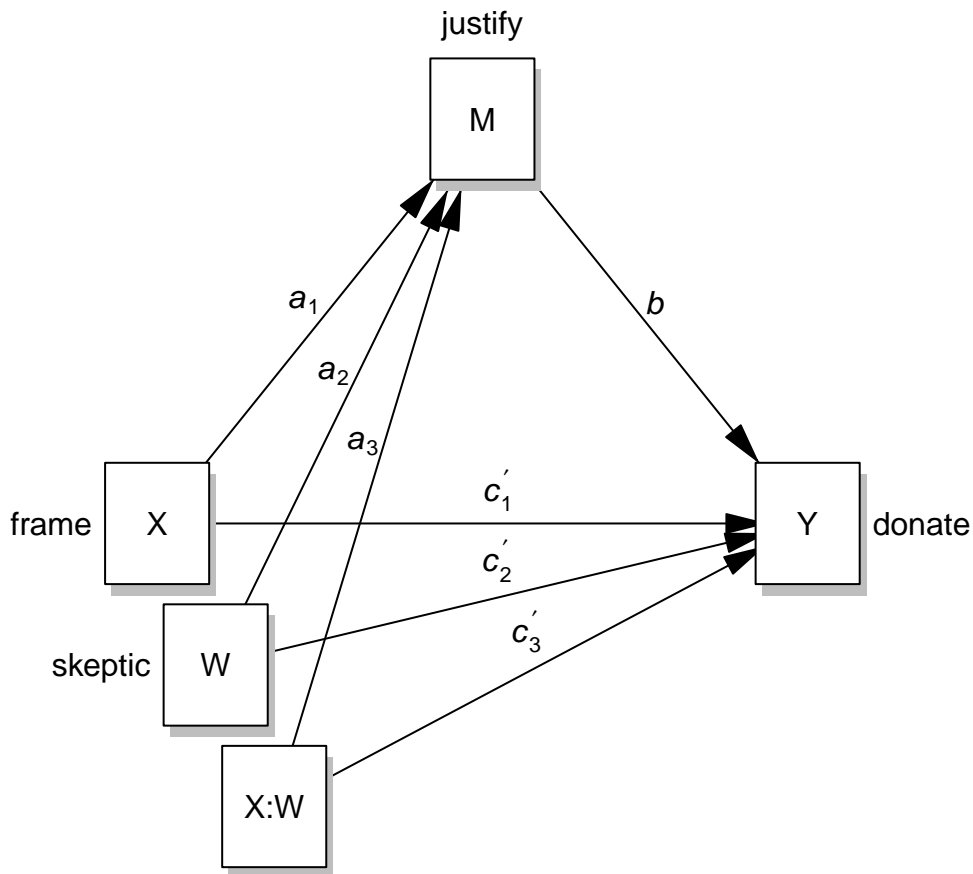 justify
M
a1
b
a2
a3
frame
X
c′1
Y
donate
c′2
skeptic
W
c′3
X:W